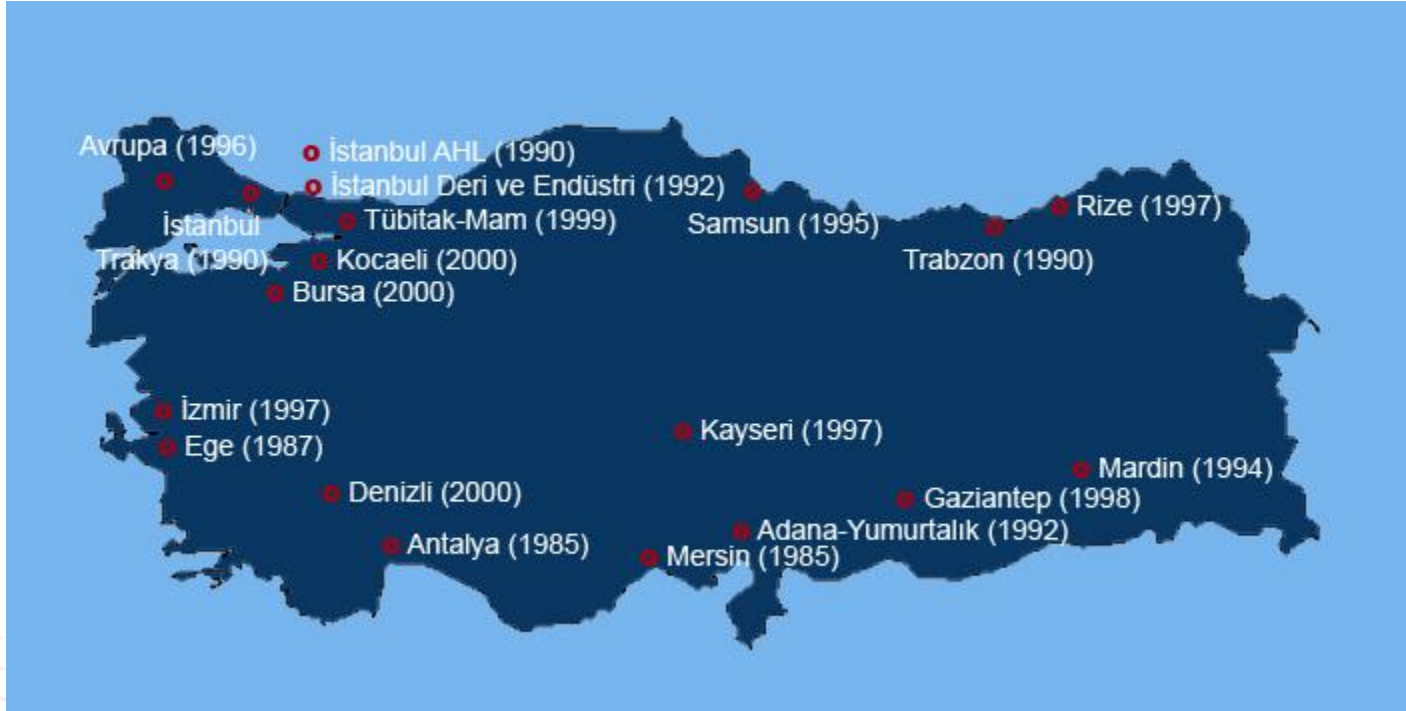 Avrupa (1996)
İstanbul AHL (1990)
İstanbul Deri ve Endüstri (1992)
İstanbul
Trakya (1990)
Tübitak-Mam (1999)
Samsun (1995)
Rize (1997)
Trabzon (1990)
Kocaeli (2000)
Bursa (2000)
İzmir (1997)
Ege (1987)
Kayseri (1997)
Mardin (1994)
Denizli (2000)
Gaziantep (1998)
Adana-Yumurtalık (1992)
Antalya (1985)
Mersin (1985)